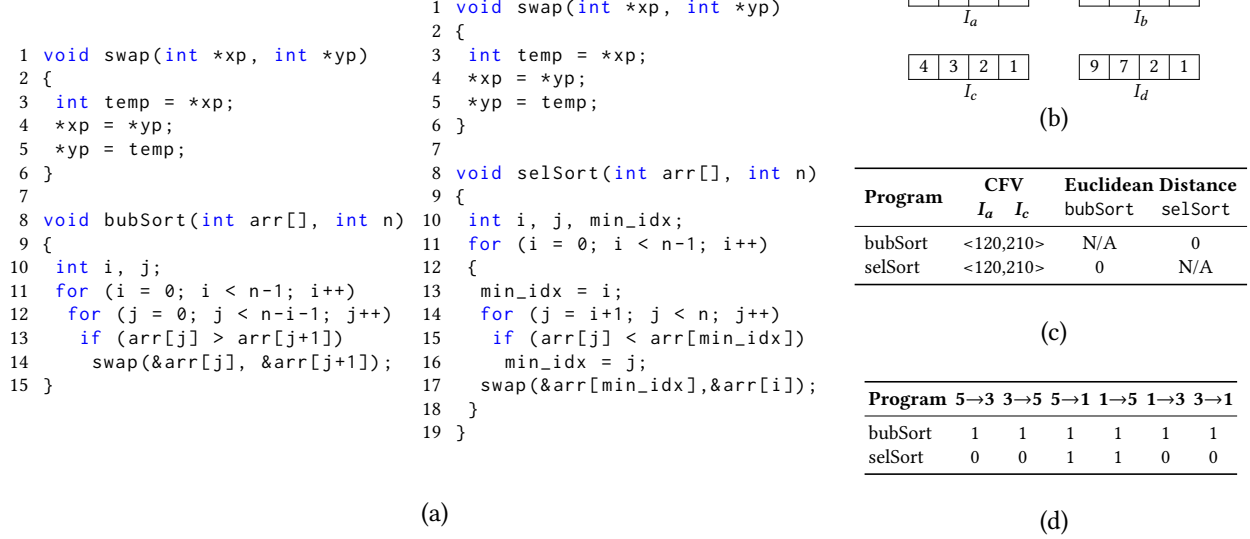 1 void swap(int *xp, int *yp)
2 {
3 int temp = *xp;
4 *xp = *yp;
5 *yp = temp;
6 }
7
8 void bubSort(int arr[], int n)
9 {
10 int i, j;
11 for (i = 0; i < n-1; i++)
12 for (j = 0; j < n-i-1; j++)
13 if (arr[j] > arr[j+1])
14 swap(&arr[j], &arr[j+1]);
15 }
1 void swap(int *xp, int *yp)
2 {
3 int temp = *xp;
4 *xp = *yp;
5 *yp = temp;
6 }
7
8 void selSort(int arr[], int n)
9 {
10 int i, j, min_idx;
11 for (i = 0; i < n-1; i++)
12 {
13 min_idx = i;
14 for (j = i+1; j < n; j++)
15 if (arr[j] < arr[min_idx])
16 min_idx = j;
17 swap(&arr[min_idx],&arr[i]);
18 }
19 }
(a)
I_a I_b
4 3 2 1 9 7 2 1
I_c I_d
(b)
Program CFV Euclidean Distance
I_a I_c bubSort selSort
bubSort <120,210> N/A 0
selSort <120,210> 0 N/A
(c)
Program 5→3 3→5 5→1 1→5 1→3 3→1
bubSort 1 1 1 1 1 1
selSort 0 0 1 1 0 0
(d)